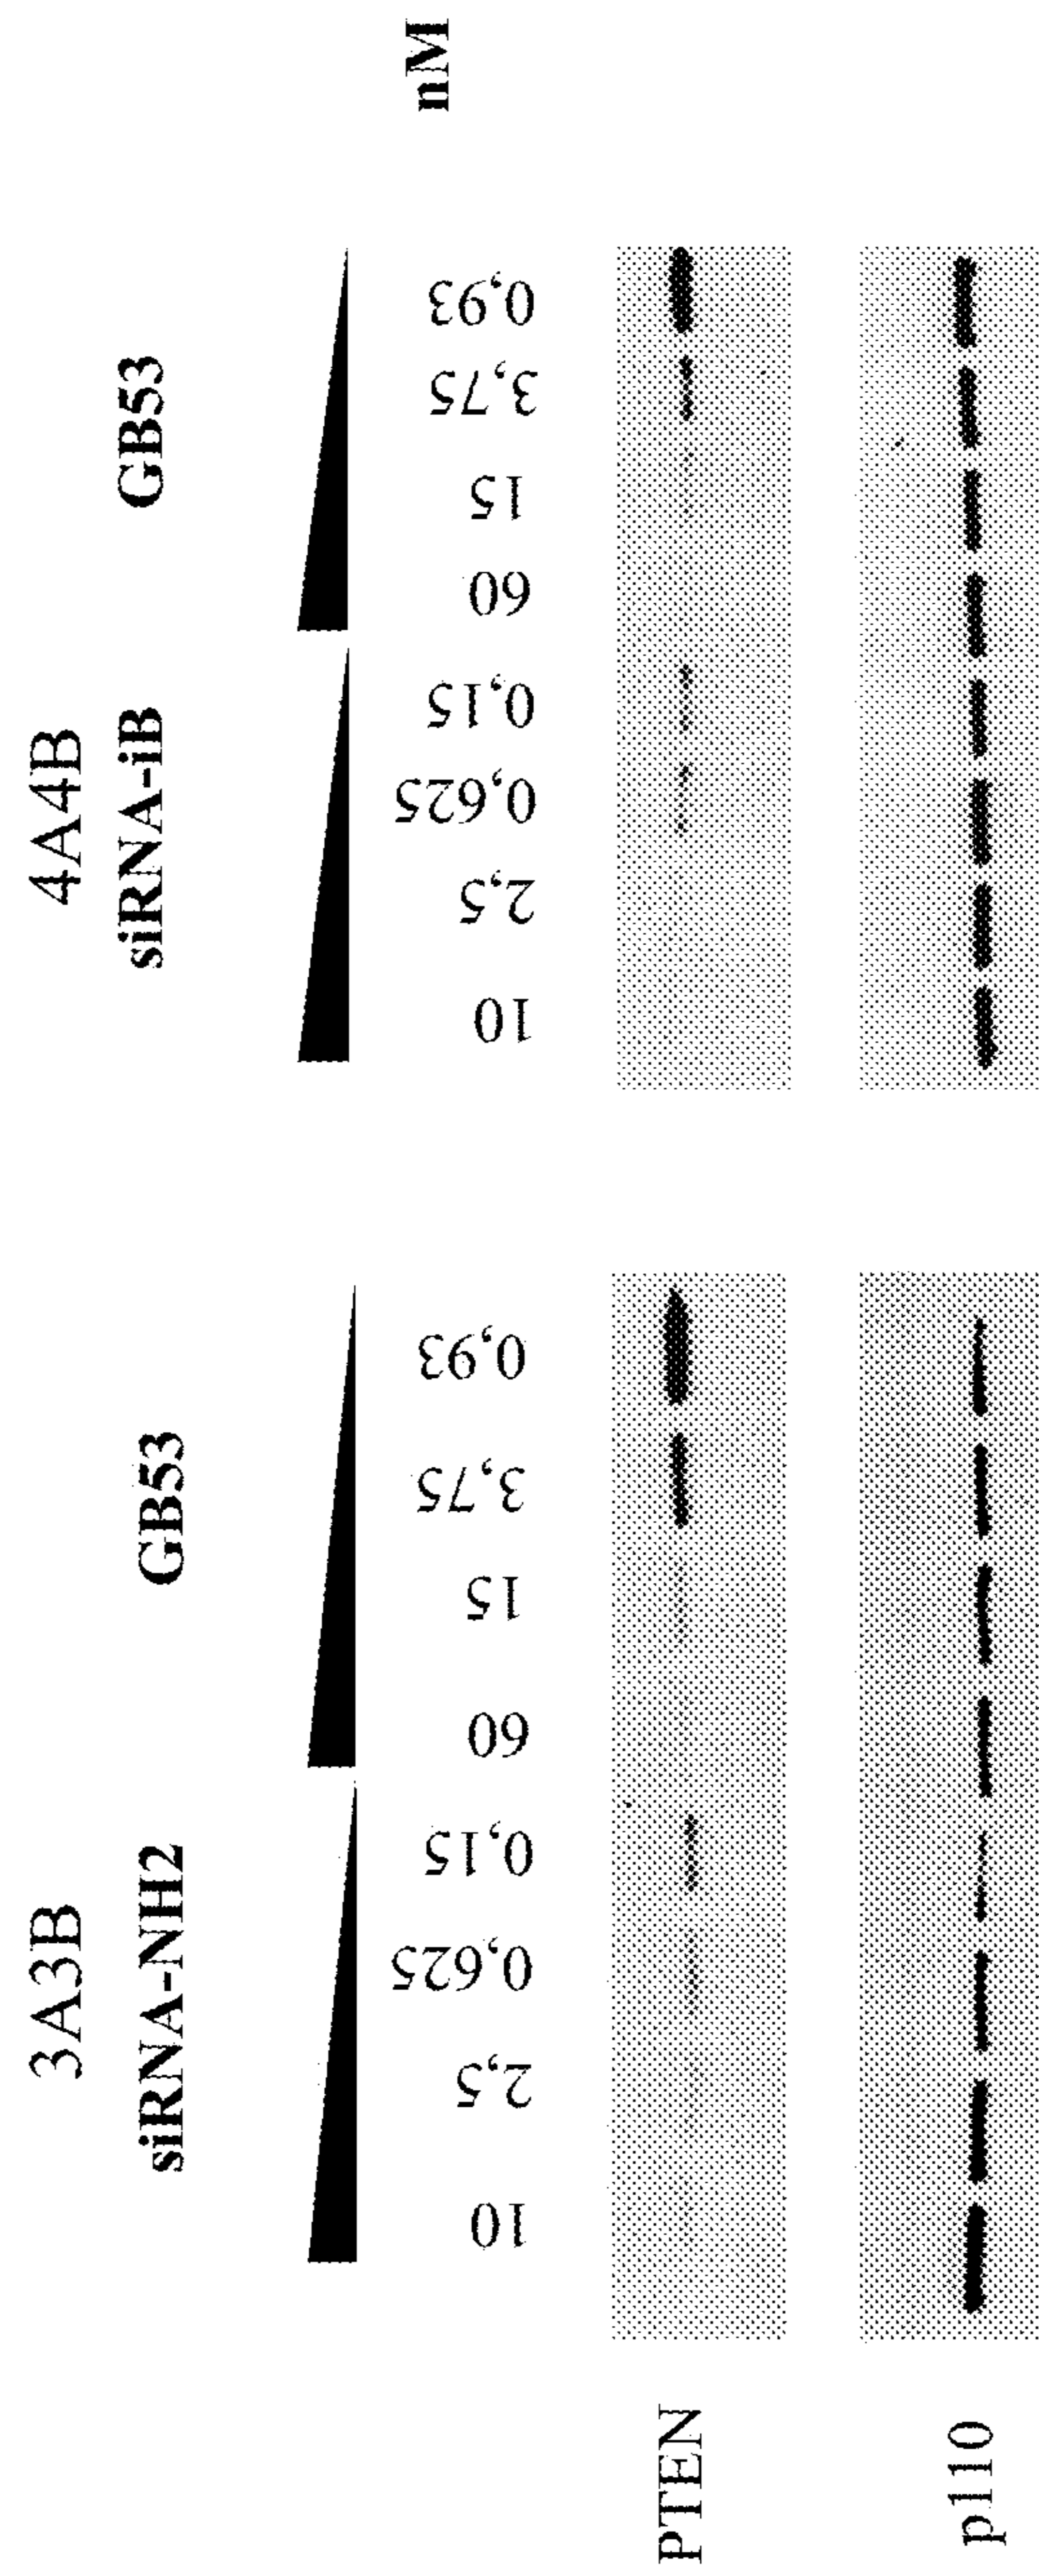 3A3B 4A4B
siRNA-NH2 GB53 siRNA-iB GB53
10 2,5 0,625 0,15 60 15 3,75 0,93 10 2,5 0,625 0,15 60 15 3,75 0,93 nM
PTEN
p110